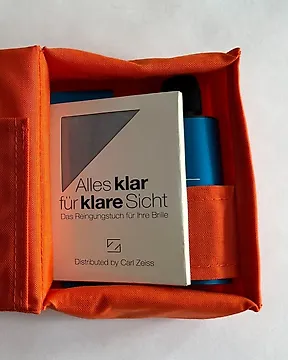 Alles klar
für klare Sicht
Das Reinigungstuch für Ihre Brille
Distributed by Carl Zeiss